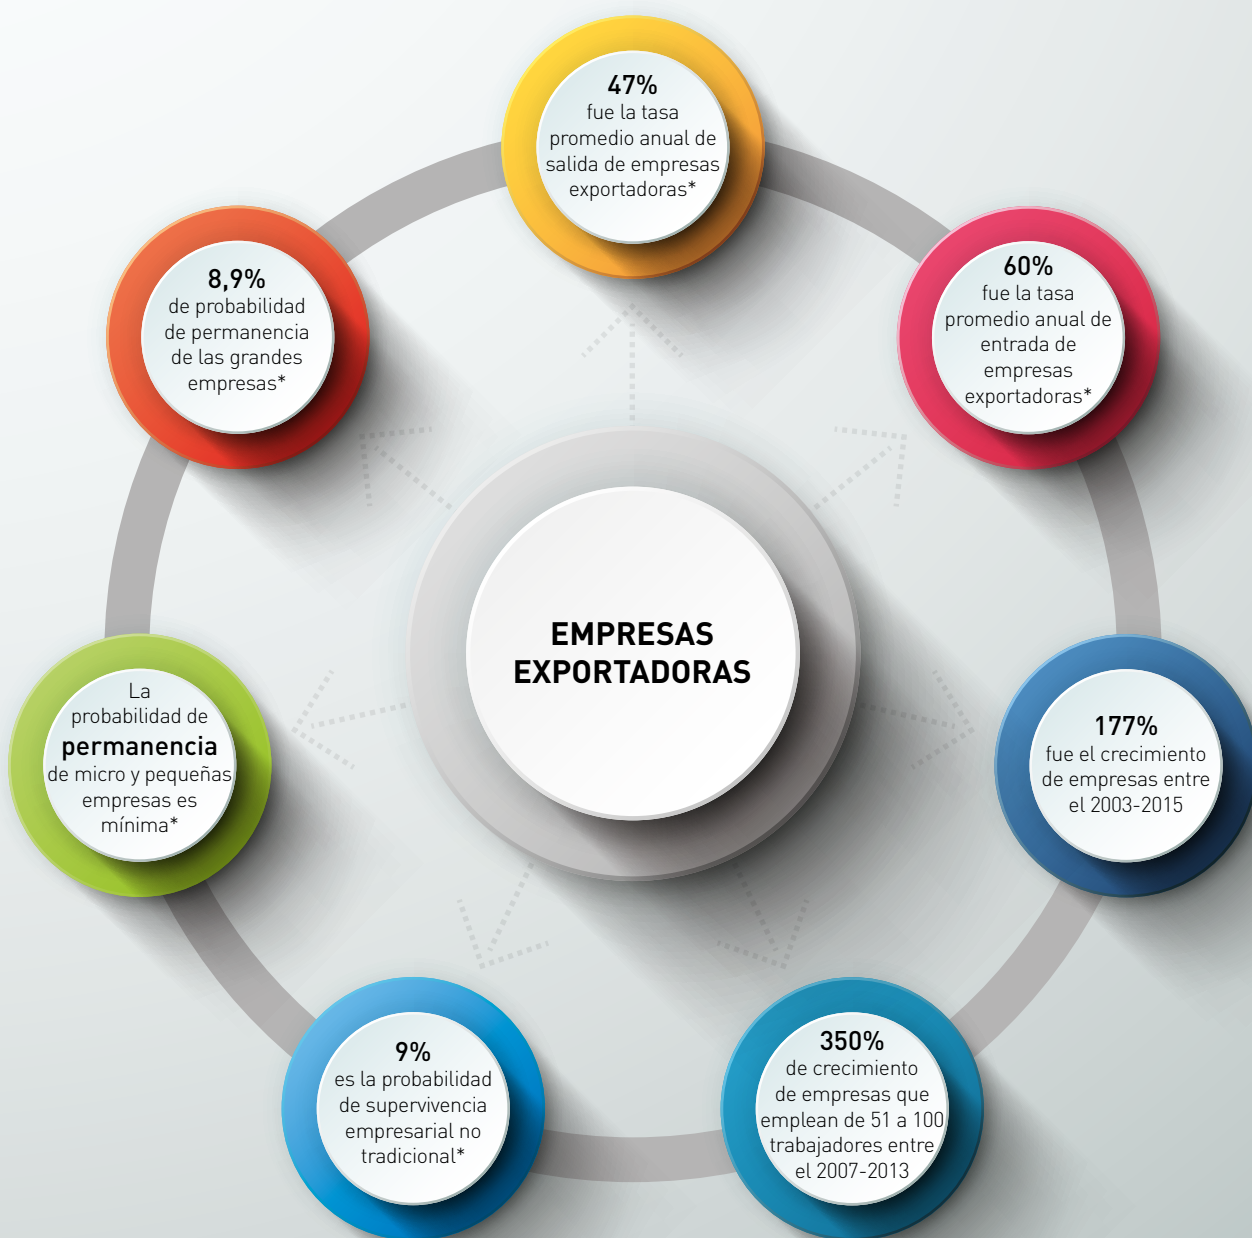 47%
fue la tasa
promedio anual de
salida de empresas
exportadoras*
60%
fue la tasa
promedio anual de
entrada de
empresas
exportadoras*
177%
fue el crecimiento
de empresas entre
el 2003-2015
350%
de crecimiento
de empresas que
emplean de 51 a 100
trabajadores entre
el 2007-2013
9%
es la probabilidad
de supervivencia
empresarial no
tradicional*
La
probabilidad de
permanencia
de micro y pequeñas
empresas es
mínima*
8,9%
de probabilidad
de permanencia
de las grandes
empresas*
EMPRESAS
EXPORTADORAS